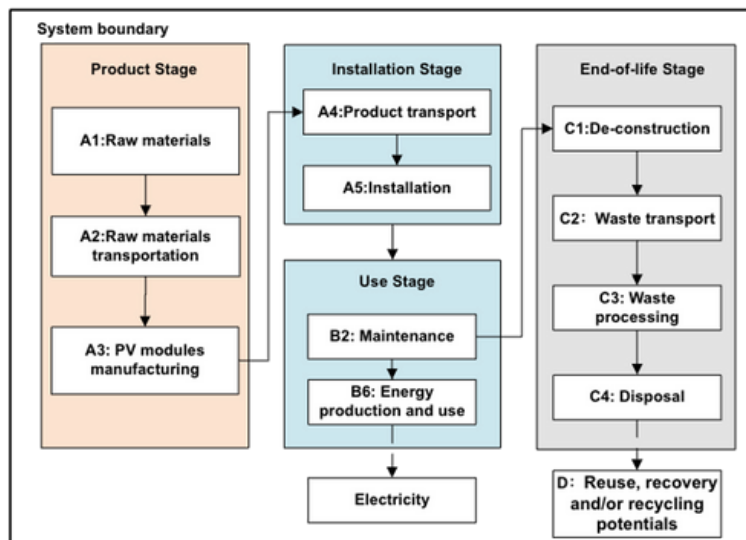 System boundary
Product Stage
A1:Raw materials
A2:Raw materials
transportation
A3: PV modules
manufacturing
Installation Stage
A4:Product transport
A5:Installation
Use Stage
B2: Maintenance
B6: Energy
production and use
Electricity
End-of-life Stage
C1:De-construction
C2: Waste transport
C3: Waste
processing
C4: Disposal
D: Reuse, recovery
and/or recycling
potentials